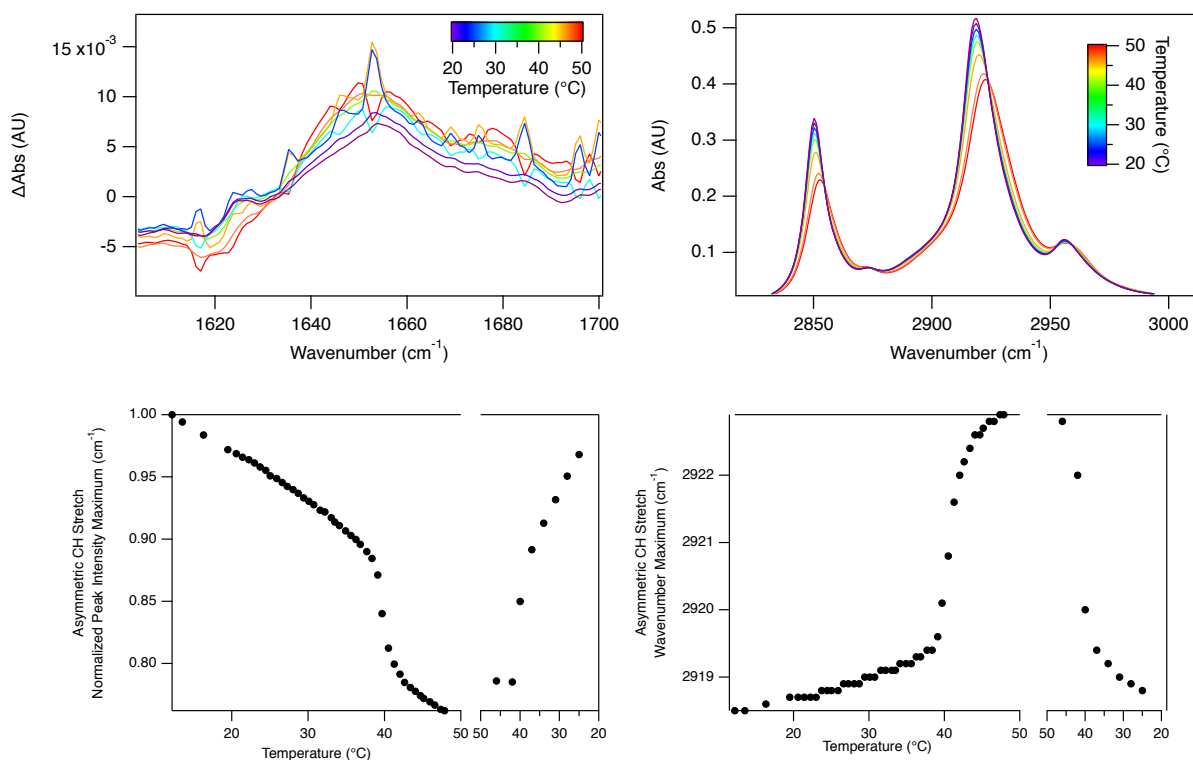 15 x10-3
10
5
0
-5
ΔAbs (AU)
1620
1640
1660
1680
1700
Wavenumber (cm-1)
20 30 40 50
Temperature (°C)
0.5
0.4
0.3
0.2
0.1
Abs (AU)
2850
2900
2950
3000
Wavenumber (cm-1)
50
40
30
20
Temperature (°C)
1.00
0.95
0.90
0.85
0.80
Asymmetric CH Stretch
Normalized Peak Intensity Maximum (cm-1)
20 30 40 50
50 40 30 20
Temperature (°C)
2922
2921
2920
2919
Asymmetric CH Stretch
Wavenumber Maximum (cm-1)
20 30 40 50
50 40 30 20
Temperature (°C)